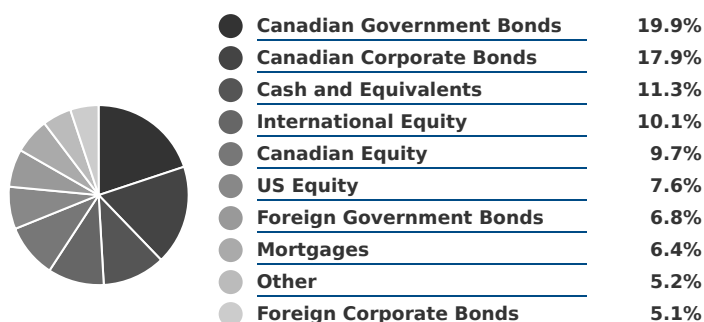 Canadian Government Bonds 19.9%
Canadian Corporate Bonds 17.9%
Cash and Equivalents 11.3%
International Equity 10.1%
Canadian Equity 9.7%
US Equity 7.6%
Foreign Government Bonds 6.8%
Mortgages 6.4%
Other 5.2%
Foreign Corporate Bonds 5.1%